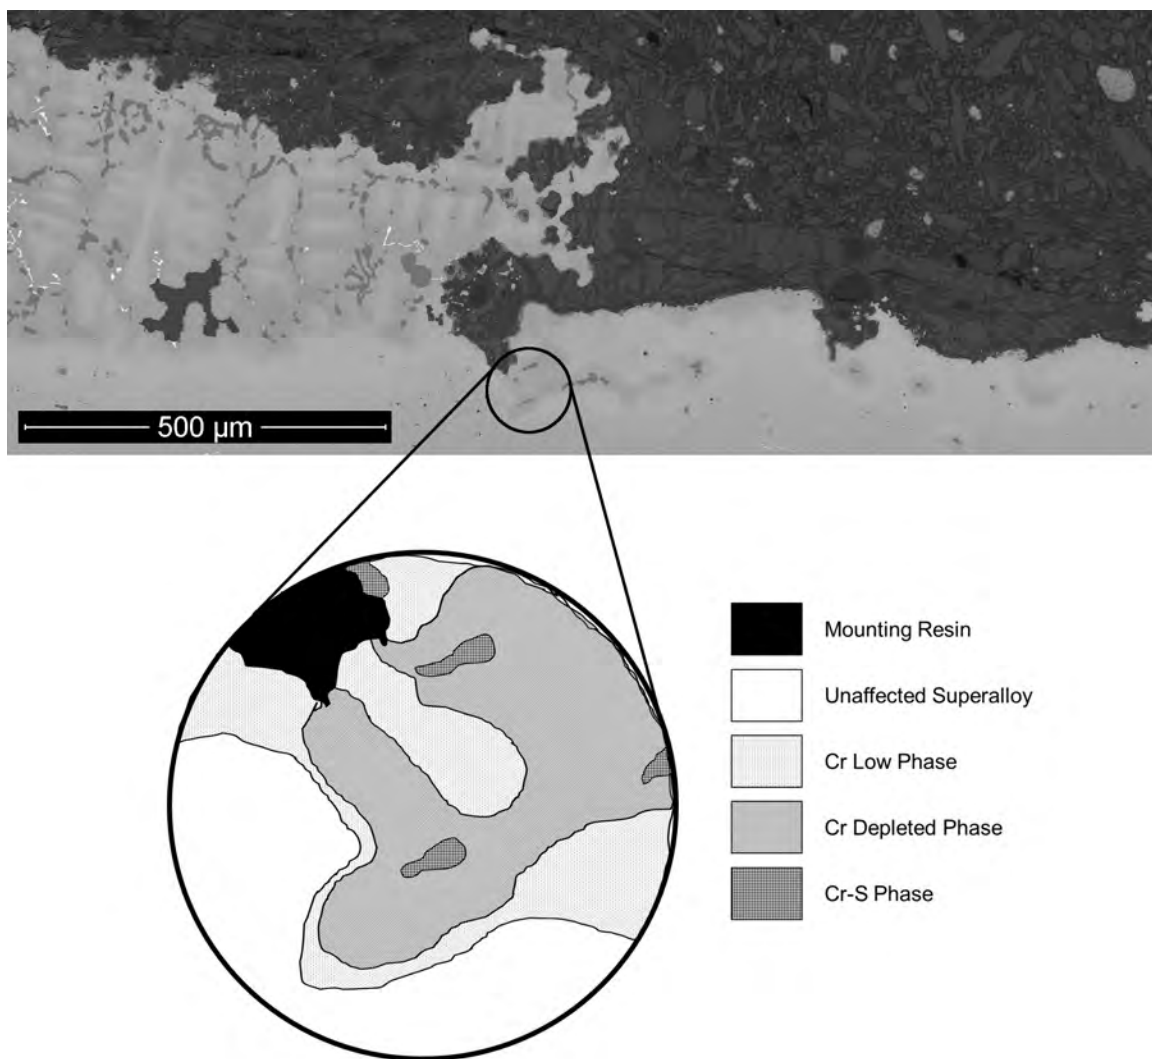 500 µm
Mounting Resin
Unaffected Superalloy
Cr Low Phase
Cr Depleted Phase
Cr-S Phase